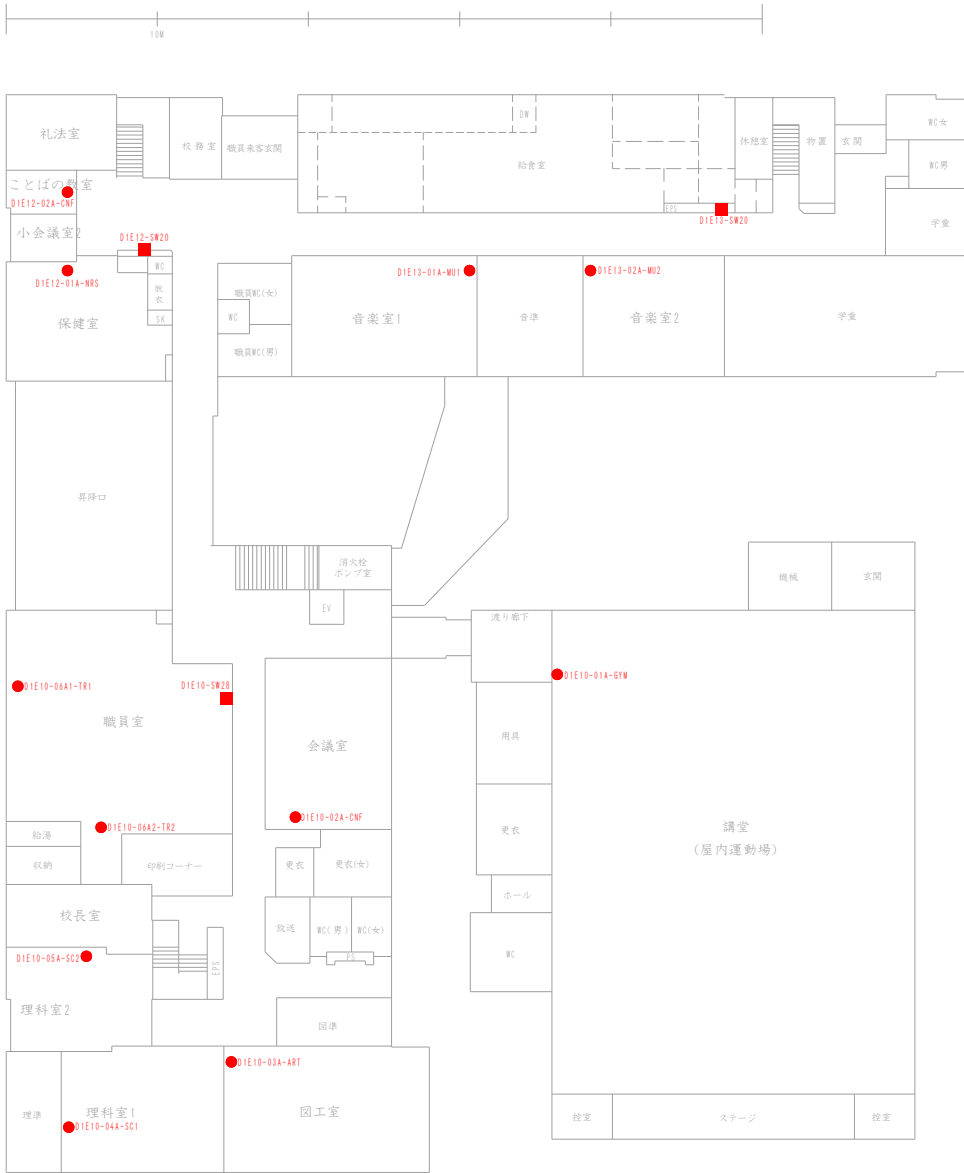 10M
礼法室
校務室
職員来客玄関
DW
給食室
休憩室
物置
玄関
WC女
WC男
ことばの教室
D1E12-02A-CNF
EPS
D1E13-SW20
学童
小会議室2
D1E12-SW20
WC
D1E12-01A-NRS
脱衣
SK
保健室
職員WC(女)
WC
職員WC(男)
D1E13-01A-MU1
音楽室1
音準
D1E13-02A-MU2
音楽室2
学童
昇降口
消火栓
ポンプ室
EV
渡り廊下
機械
玄関
D1E10-06A1-TR1
D1E10-SW28
職員室
会議室
D1E10-01A-GYM
用具
D1E10-06A2-TR2
D1E10-02A-CNF
給湯
収納
印刷コーナー
更衣
更衣(女)
更衣
講堂
(屋内運動場)
ホール
校長室
放送
WC(男)
WC(女)
PS
WC
D1E10-05A-SC2
EPS
理科室2
図準
D1E10-03A-ART
理準
理科室1
D1E10-04A-SC1
図工室
控室
ステージ
控室